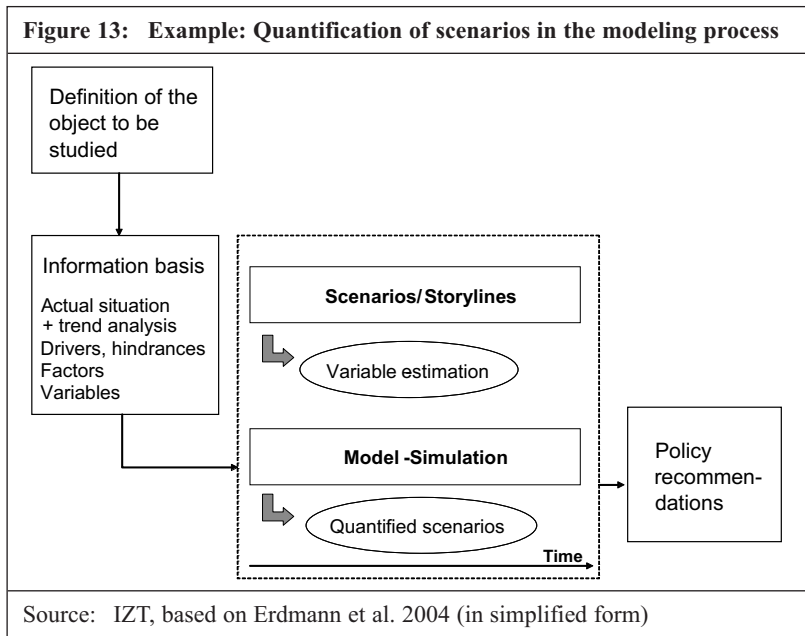 Figure 13: Example: Quantification of scenarios in the modeling process
Definition of the
object to be
studied
Information basis
Actual situation
+ trend analysis
Drivers, hindrances
Factors
Variables
Scenarios/Storylines
Variable estimation
Model -Simulation
Quantified scenarios
Time
Policy
recommen-
dations
Source: IZT, based on Erdmann et al. 2004 (in simplified form)